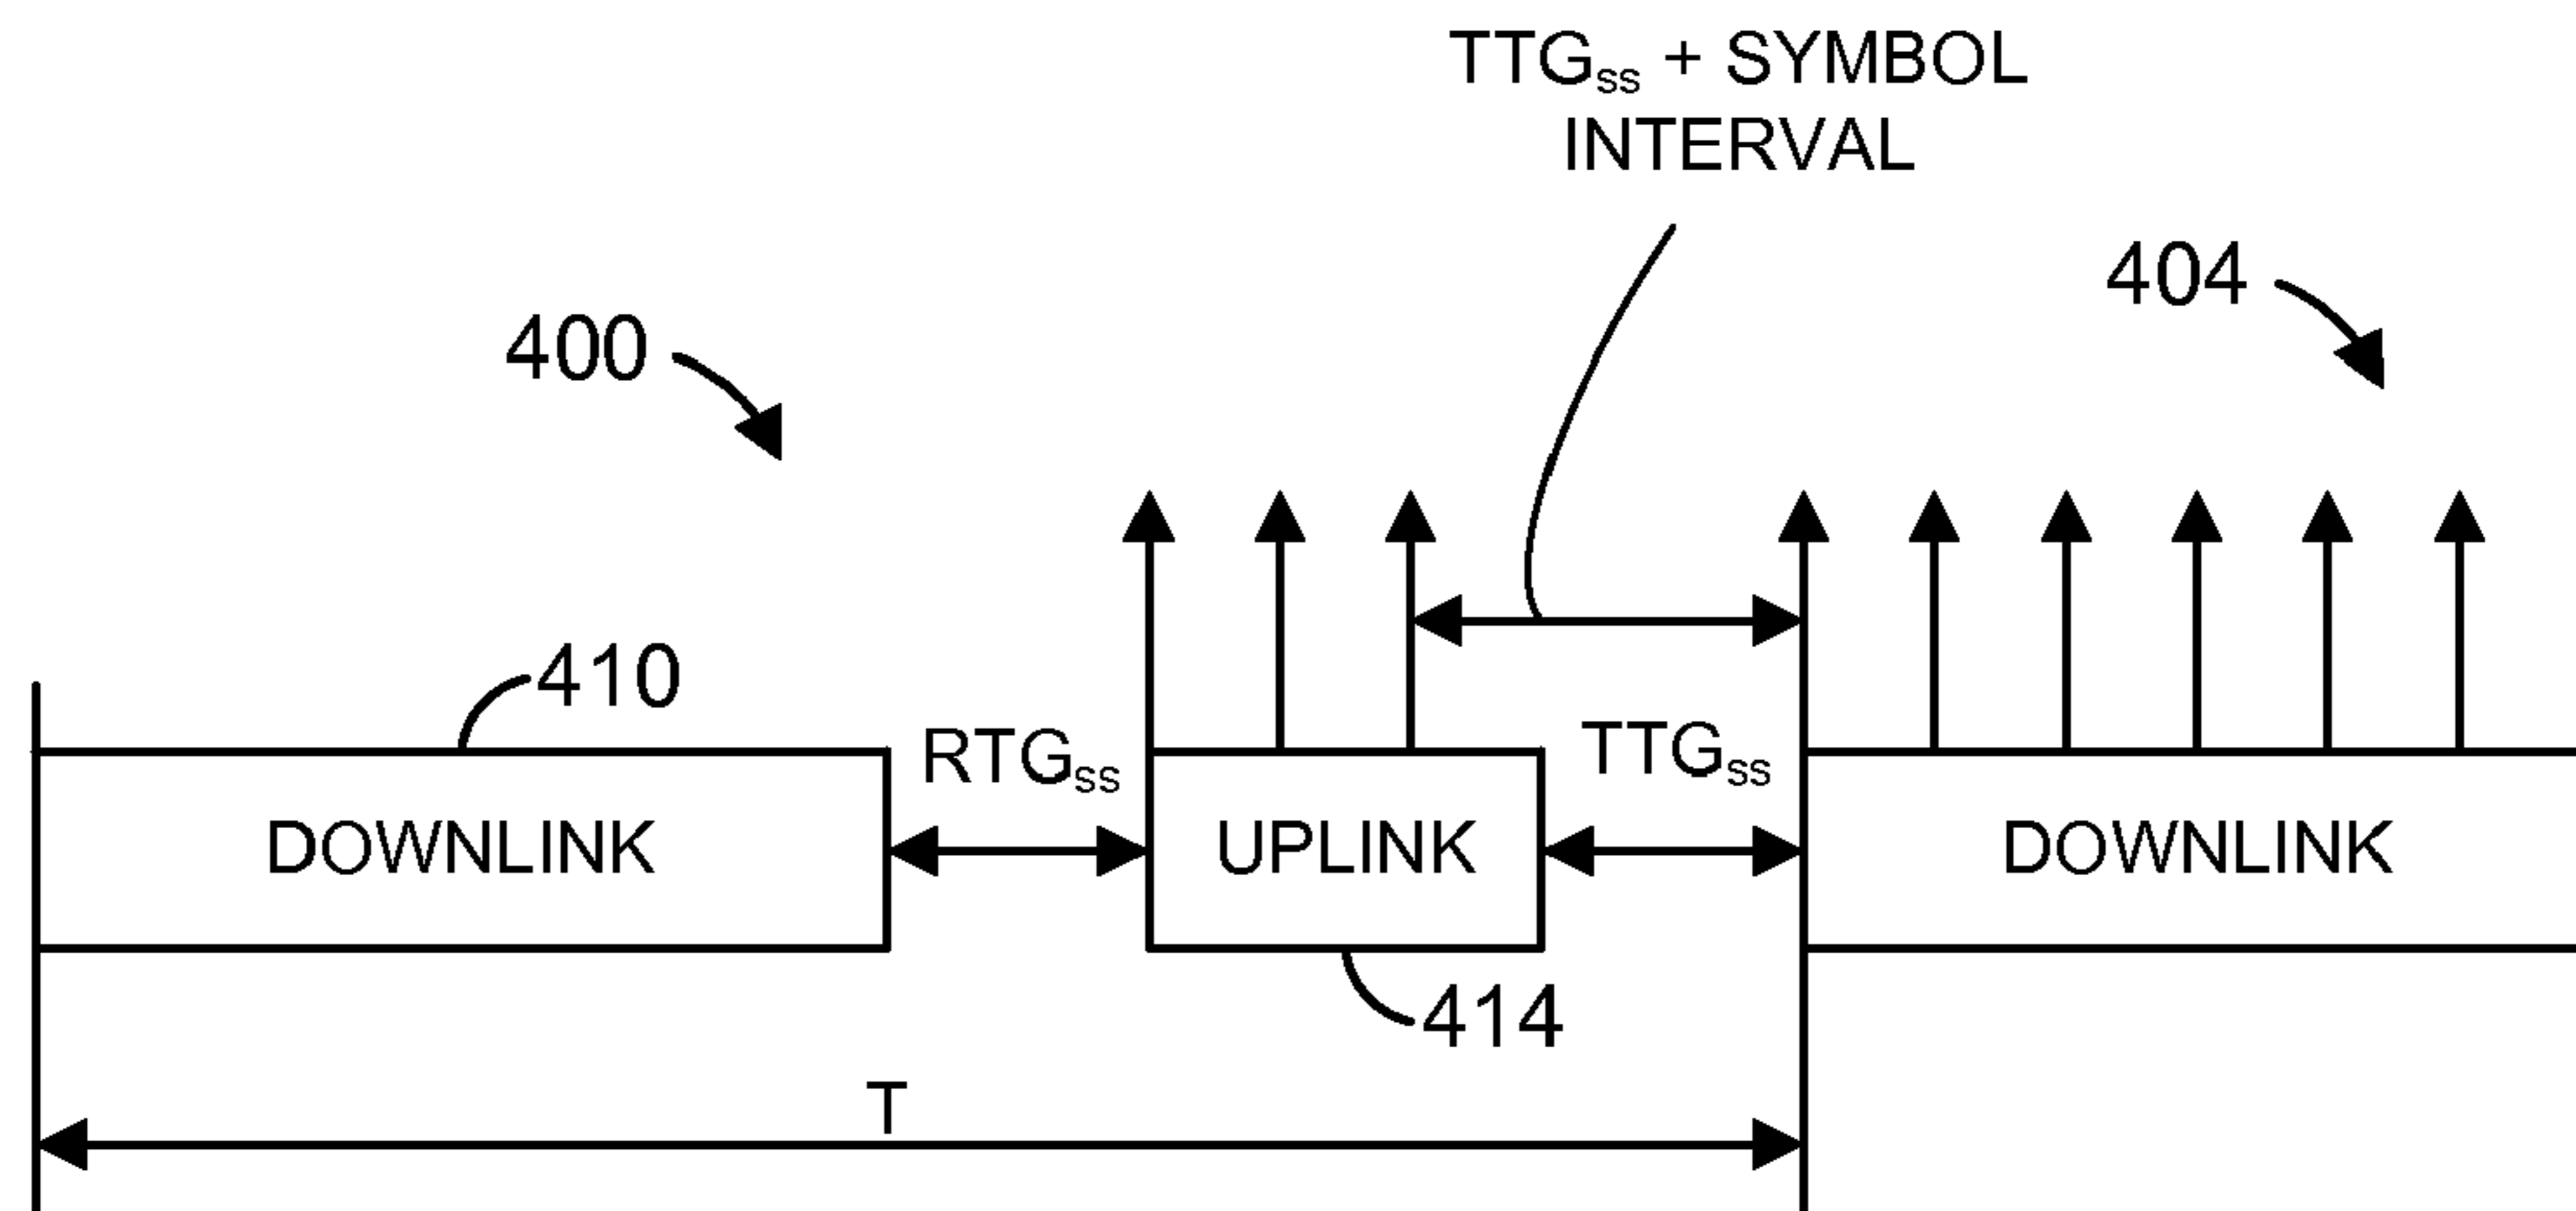 TTGss + SYMBOL
INTERVAL
404
400
410
RTGss
TTGss
DOWNLINK
UPLINK
DOWNLINK
414
T